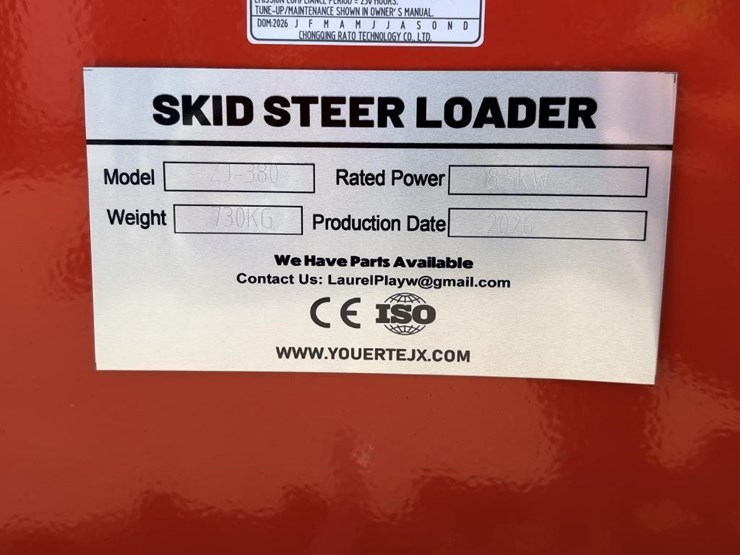 EMISSION COMPLIANCE PERIOD = 250 HOURS.
TUNE-UP/MAINTENANCE SHOWN IN OWNER'S MANUAL.
DOM:2026 J F M A M J J A S O N D
CHONGQING RATO TECHNOLOGY CO., LTD.
SKID STEER LOADER
Model ZJ-380 Rated Power
Weight 730KG Production Date 2026
We Have Parts Available
Contact Us: LaurelPlayw@gmail.com
CE ISO
WWW.YOUERTEJX.COM